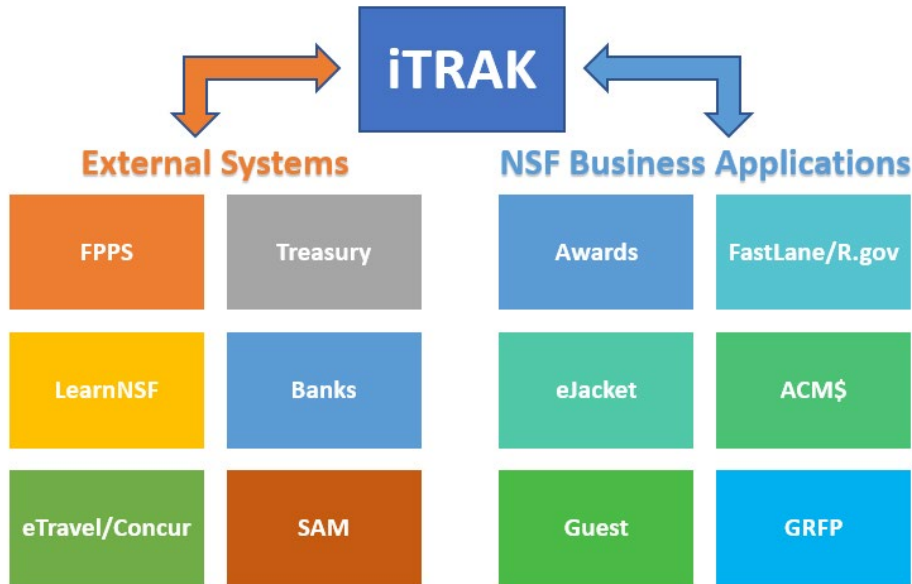 iTRAK
External Systems
NSF Business Applications
FPPS
Treasury
Awards
FastLane/R.gov
LearnNSF
Banks
eJacket
ACM$
eTravel/Concur
SAM
Guest
GRFP